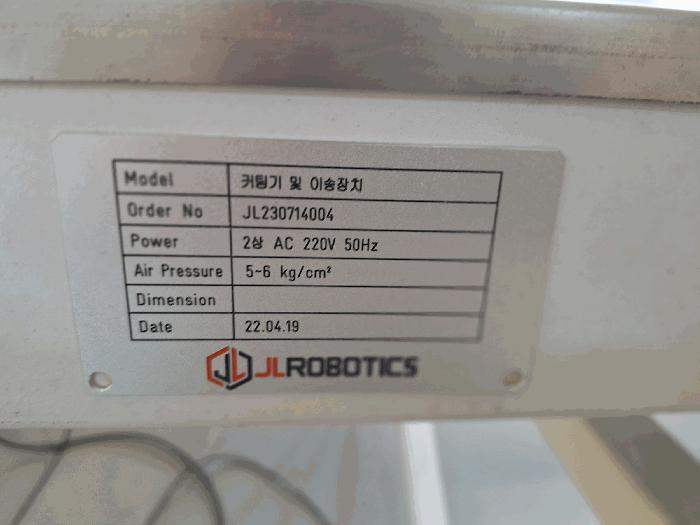 Model 커팅기 및 이송장치
Order No JL230714004
Power 2상 AC 220V 50Hz
Air Pressure 5~6 kg/cm²
Dimension
Date 22.04.19
JL JLROBOTICS